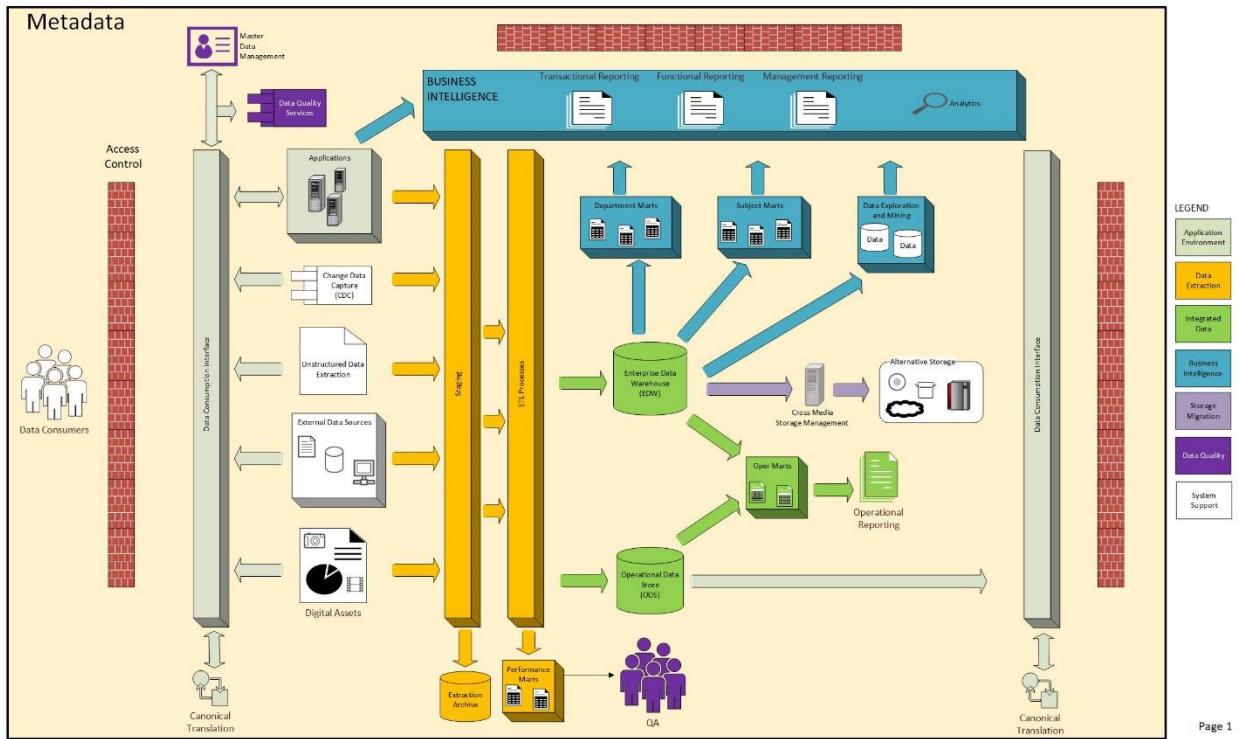 Metadata
Master
Data
Management
Data Quality
Services
BUSINESS
INTELLIGENCE
Transactional Reporting
Functional Reporting
Management Reporting
Analytics
Access
Control
Applications
Department Marts
Subject Marts
Data Exploration
and Mining
Data
Data
Change Data
Capture
(CDC)
Unstructured Data
Extraction
External Data Sources
Digital Assets
Data Consumers
Data Consumption Interface
Staging
ETL Processes
Enterprise Data
Warehouse
(EDW)
Cross Media
Storage Management
Alternative Storage
Oper Marts
Operational
Reporting
Operational Data
Store
(ODS)
Data Consumption Interface
Canonical
Translation
Extraction
Archive
Performance
Marts
QA
Canonical
Translation
LEGEND
Application
Environment
Data
Extraction
Integrated
Data
Business
Intelligence
Storage
Migration
Data Quality
System
Support
Page 1